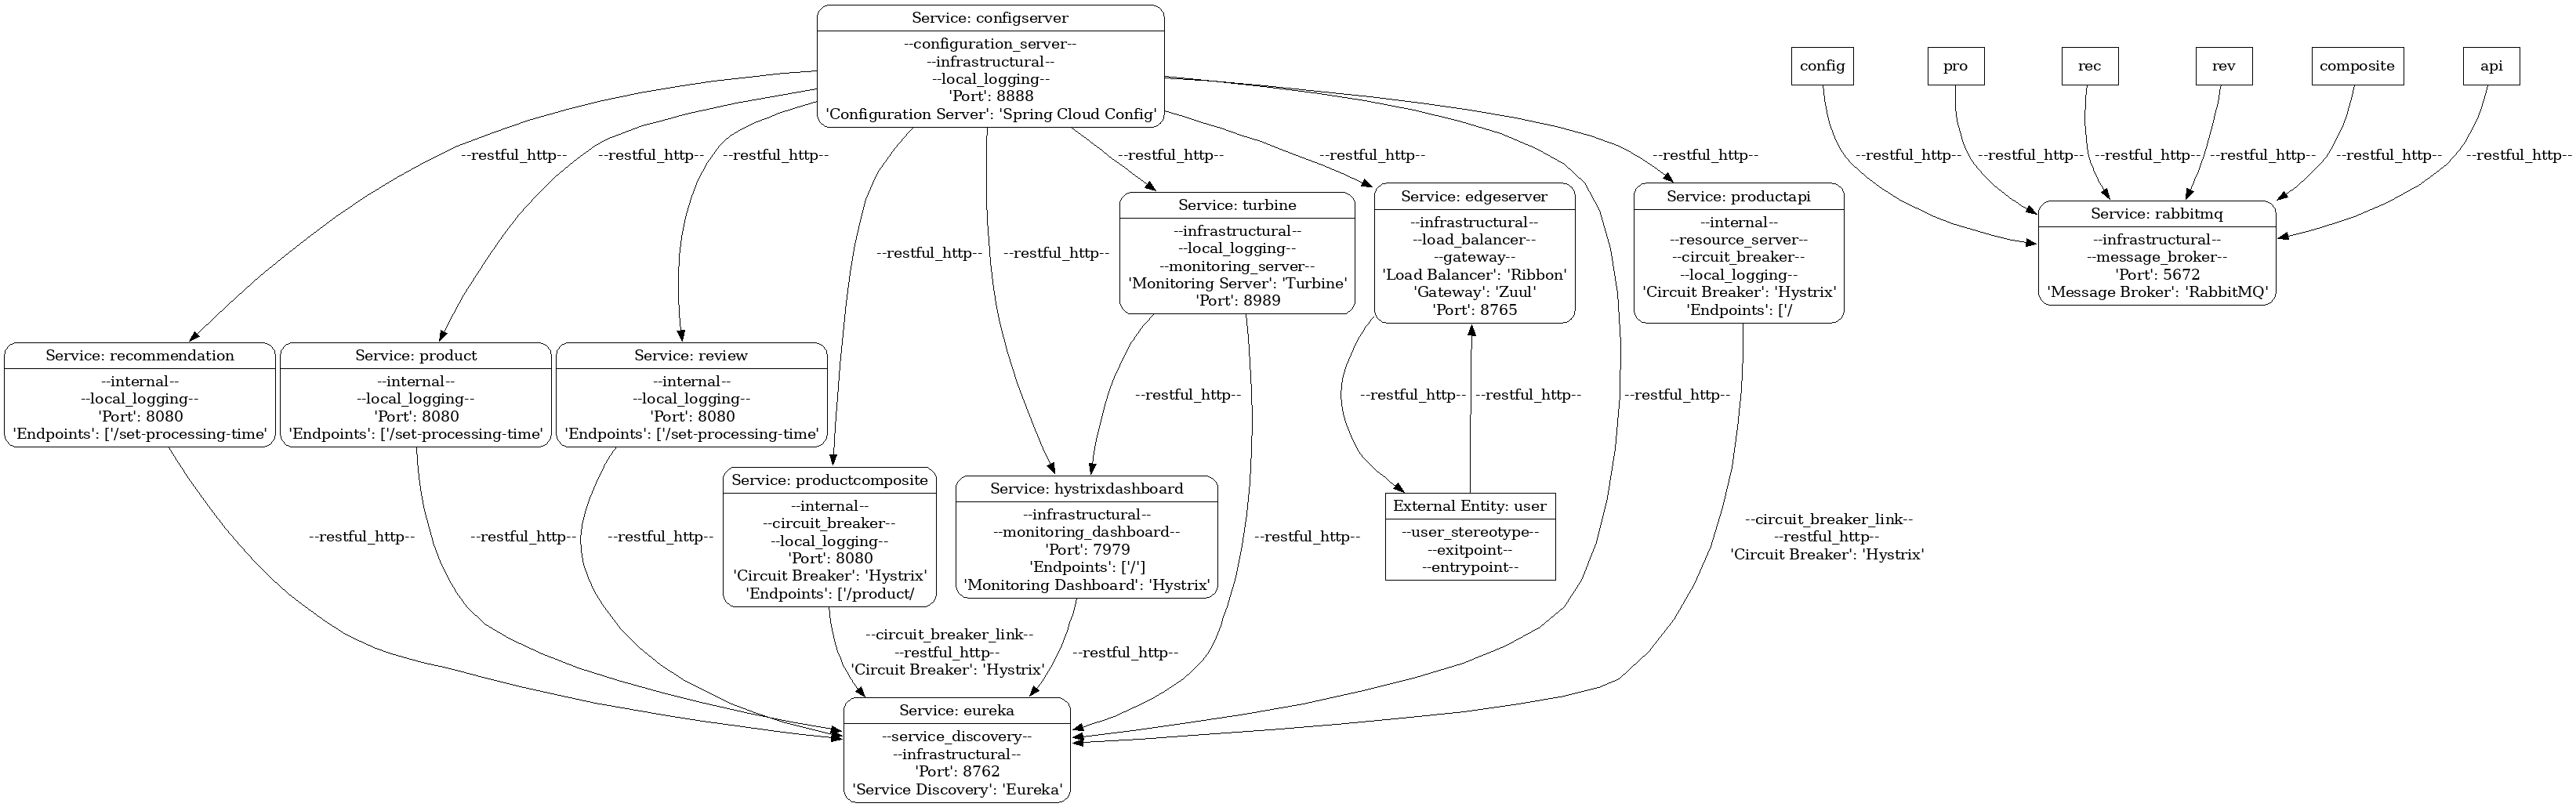 Service: configserver
--configuration_server--
--infrastructural--
--local_logging--
'Port': 8888
'Configuration Server': 'Spring Cloud Config'
config
pro
rec
rev
composite
api
--restful_http--
--restful_http--
--restful_http--
--restful_http--
--restful_http--
--restful_http--
--restful_http--
--restful_http--
--restful_http--
--restful_http--
--restful_http--
--restful_http--
--restful_http--
--restful_http--
Service: turbine
--infrastructural--
--local_logging--
--monitoring_server--
'Monitoring Server': 'Turbine'
'Port': 8989
Service: edgeserver
--infrastructural--
--load_balancer--
--gateway--
'Load Balancer': 'Ribbon'
'Gateway': 'Zuul'
'Port': 8765
Service: productapi
--internal--
--resource_server--
--circuit_breaker--
--local_logging--
'Circuit Breaker': 'Hystrix'
'Endpoints': ['/
Service: rabbitmq
--infrastructural--
--message_broker--
'Port': 5672
'Message Broker': 'RabbitMQ'
Service: recommendation
--internal--
--local_logging--
'Port': 8080
'Endpoints': ['/set-processing-time'
Service: product
--internal--
--local_logging--
'Port': 8080
'Endpoints': ['/set-processing-time'
Service: review
--internal--
--local_logging--
'Port': 8080
'Endpoints': ['/set-processing-time'
--restful_http--
--restful_http--
--restful_http--
--restful_http--
Service: productcomposite
--internal--
--circuit_breaker--
--local_logging--
'Port': 8080
'Circuit Breaker': 'Hystrix'
'Endpoints': ['/product/
Service: hystrixdashboard
--infrastructural--
--monitoring_dashboard--
'Port': 7979
'Endpoints': ['/']
'Monitoring Dashboard': 'Hystrix'
External Entity: user
--user_stereotype--
--exitpoint--
--entrypoint--
--restful_http--
--restful_http--
--restful_http--
--restful_http--
--circuit_breaker_link--
--restful_http--
'Circuit Breaker': 'Hystrix'
--circuit_breaker_link--
--restful_http--
'Circuit Breaker': 'Hystrix'
--restful_http--
Service: eureka
--service_discovery--
--infrastructural--
'Port': 8762
'Service Discovery': 'Eureka'